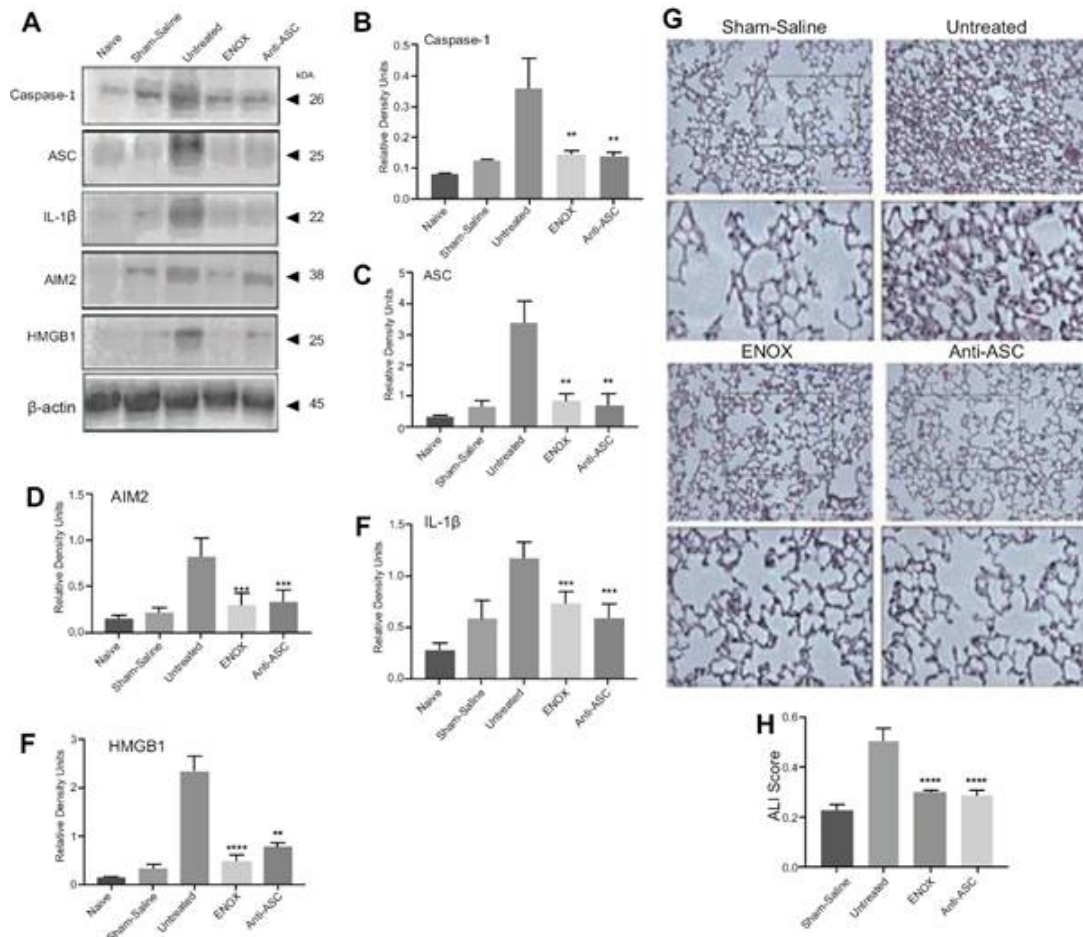 A
Naive
Sham-Saline
Untreated
ENOX
Anti-ASC
kDA
Caspase-1
26
ASC
25
IL-1β
22
AIM2
38
HMGB1
25
β-actin
45
B
Caspase-1
Relative Density Units
0.5
0.4
0.3
0.2
0.1
0.0
**
**
Naive
Sham-Saline
Untreated
ENOX
Anti-ASC
C
ASC
Relative Density Units
5
4
3
2
1
0
**
**
Naive
Sham-Saline
Untreated
ENOX
Anti-ASC
D
AIM2
Relative Density Units
1.5
1.0
0.5
0.0
***
***
Naive
Sham-Saline
Untreated
ENOX
Anti-ASC
F
IL-1β
Relative Density Units
1.5
1.0
0.5
0.0
***
***
Naive
Sham-Saline
Untreated
ENOX
Anti-ASC
F
HMGB1
Relative Density Units
3
2
1
0
****
**
Naive
Sham-Saline
Untreated
ENOX
Anti-ASC
G
Sham-Saline
Untreated
ENOX
Anti-ASC
H
ALI Score
0.6
0.4
0.2
0.0
****
****
Sham-Saline
Untreated
ENOX
Anti-ASC